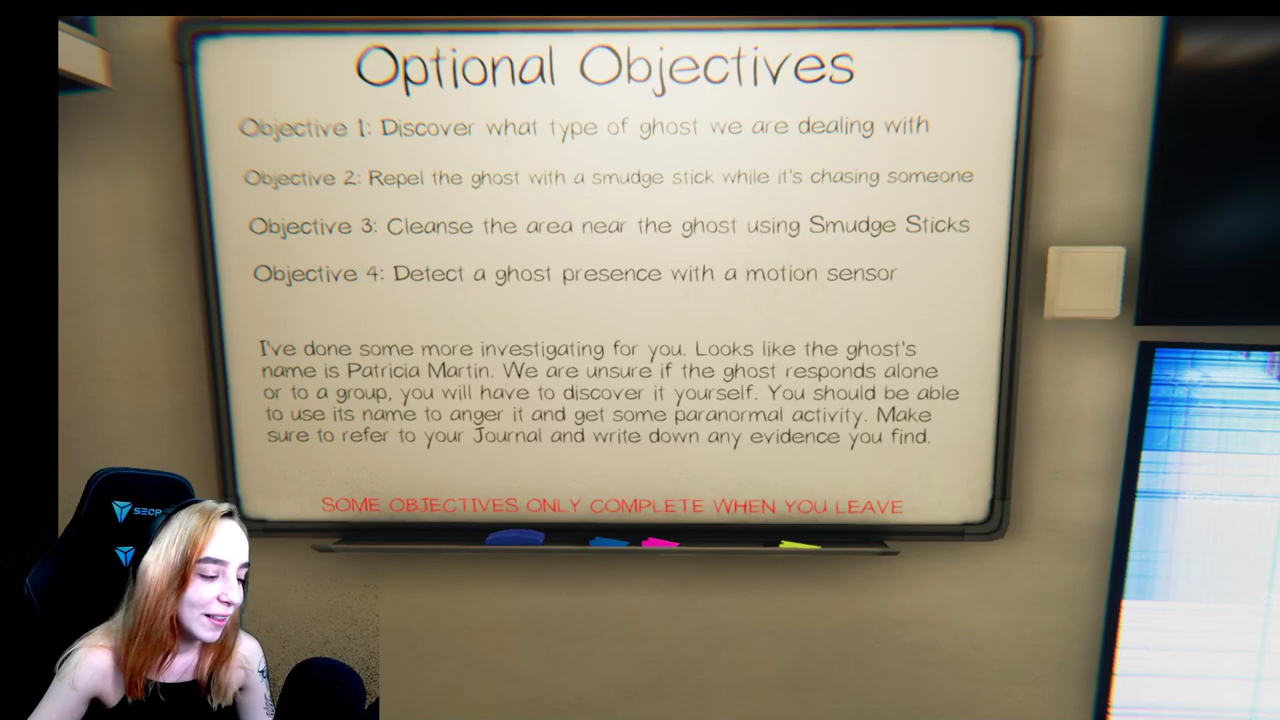 Optional Objectives
Objective 1: Discover what type of ghost we are dealing with
Objective 2: Repel the ghost with a smudge stick while it's chasing someone
Objective 3: Cleanse the area near the ghost using Smudge Sticks
Objective 4: Detect a ghost presence with a motion sensor
I've done some more investigating for you. Looks like the ghost's
name is Patricia Martin. We are unsure if the ghost responds alone
or to a group, you will have to discover it yourself. You should be able
to use its name to anger it and get some paranormal activity. Make
sure to refer to your Journal and write down any evidence you find.
SOME OBJECTIVES ONLY COMPLETE WHEN YOU LEAVE